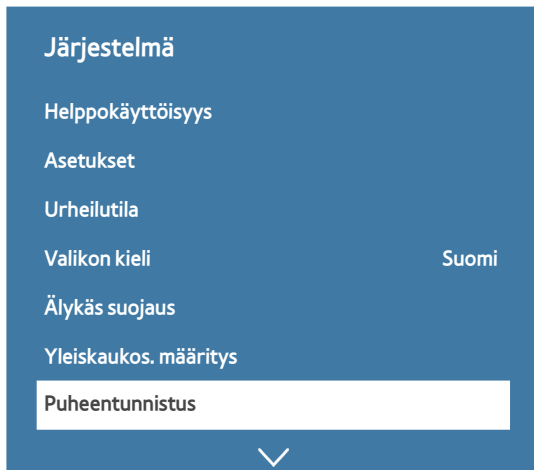 Järjestelmä
Helppokäyttöisyys
Asetukset
Urheilutila
Valikon kieli Suomi
Älykäs suojaus
Yleiskaukos. määritys
Puheentunnistus